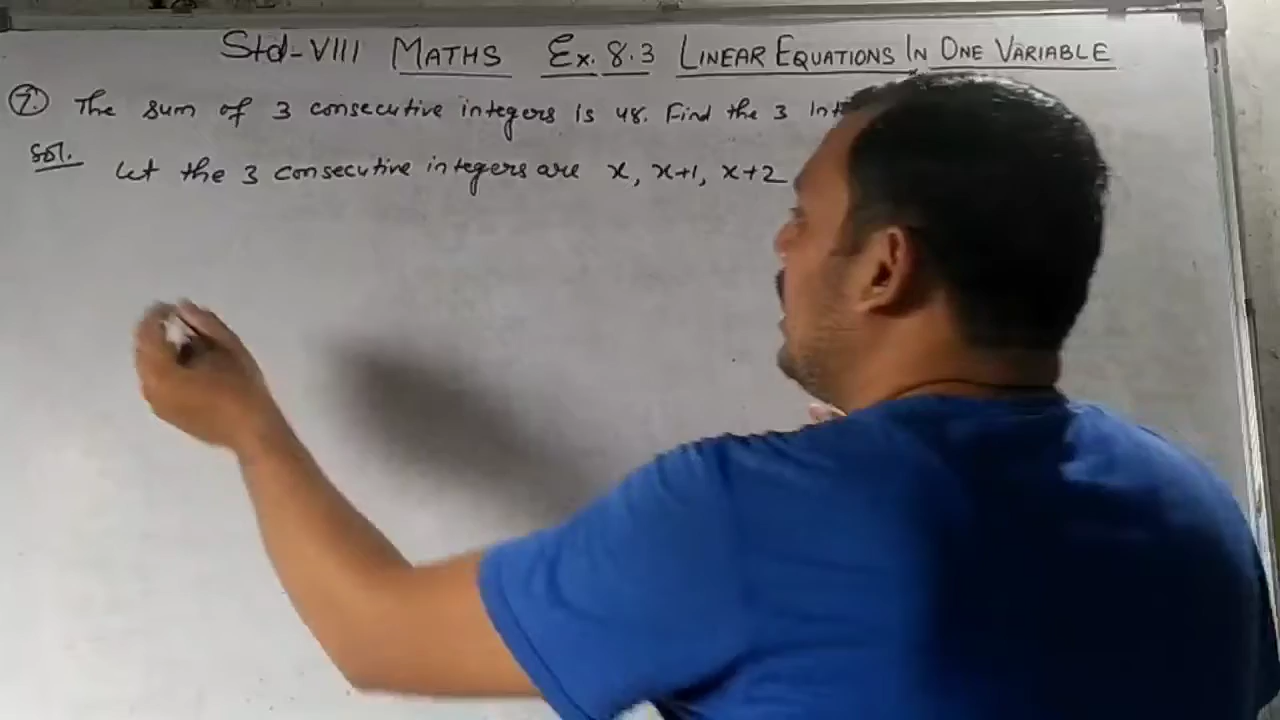 Std-VIII MATHS Ex. 8.3 LINEAR EQUATIONS IN ONE VARIABLE
7. The sum of 3 consecutive integers is 48. Find the 3 Int
Sol. Let the 3 consecutive integers are x, x+1, x+2